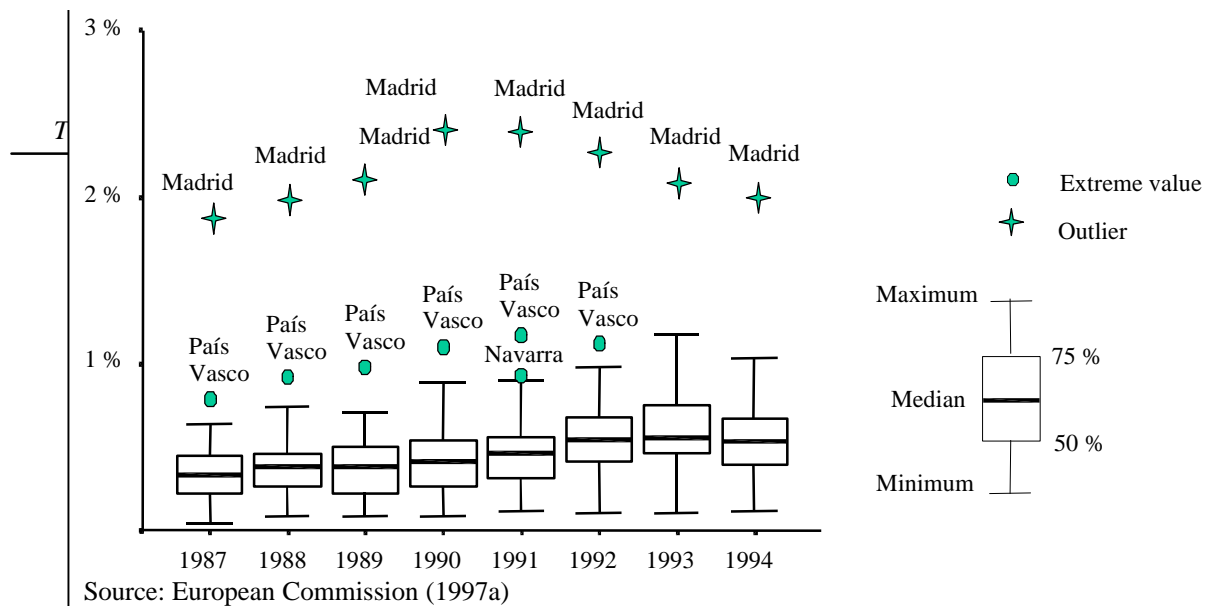 3 %
Madrid
Madrid
Madrid
Madrid
T
Madrid
Madrid
Madrid
Madrid
2 %
Extreme value
Outlier
País
Vasco
País
Vasco
País
Vasco
País
Vasco
País
Vasco
País
Vasco
Navarra
1 %
Maximum
75 %
Median
50 %
Minimum
1987 1988 1989 1990 1991 1992 1993 1994
Source: European Commission (1997a)